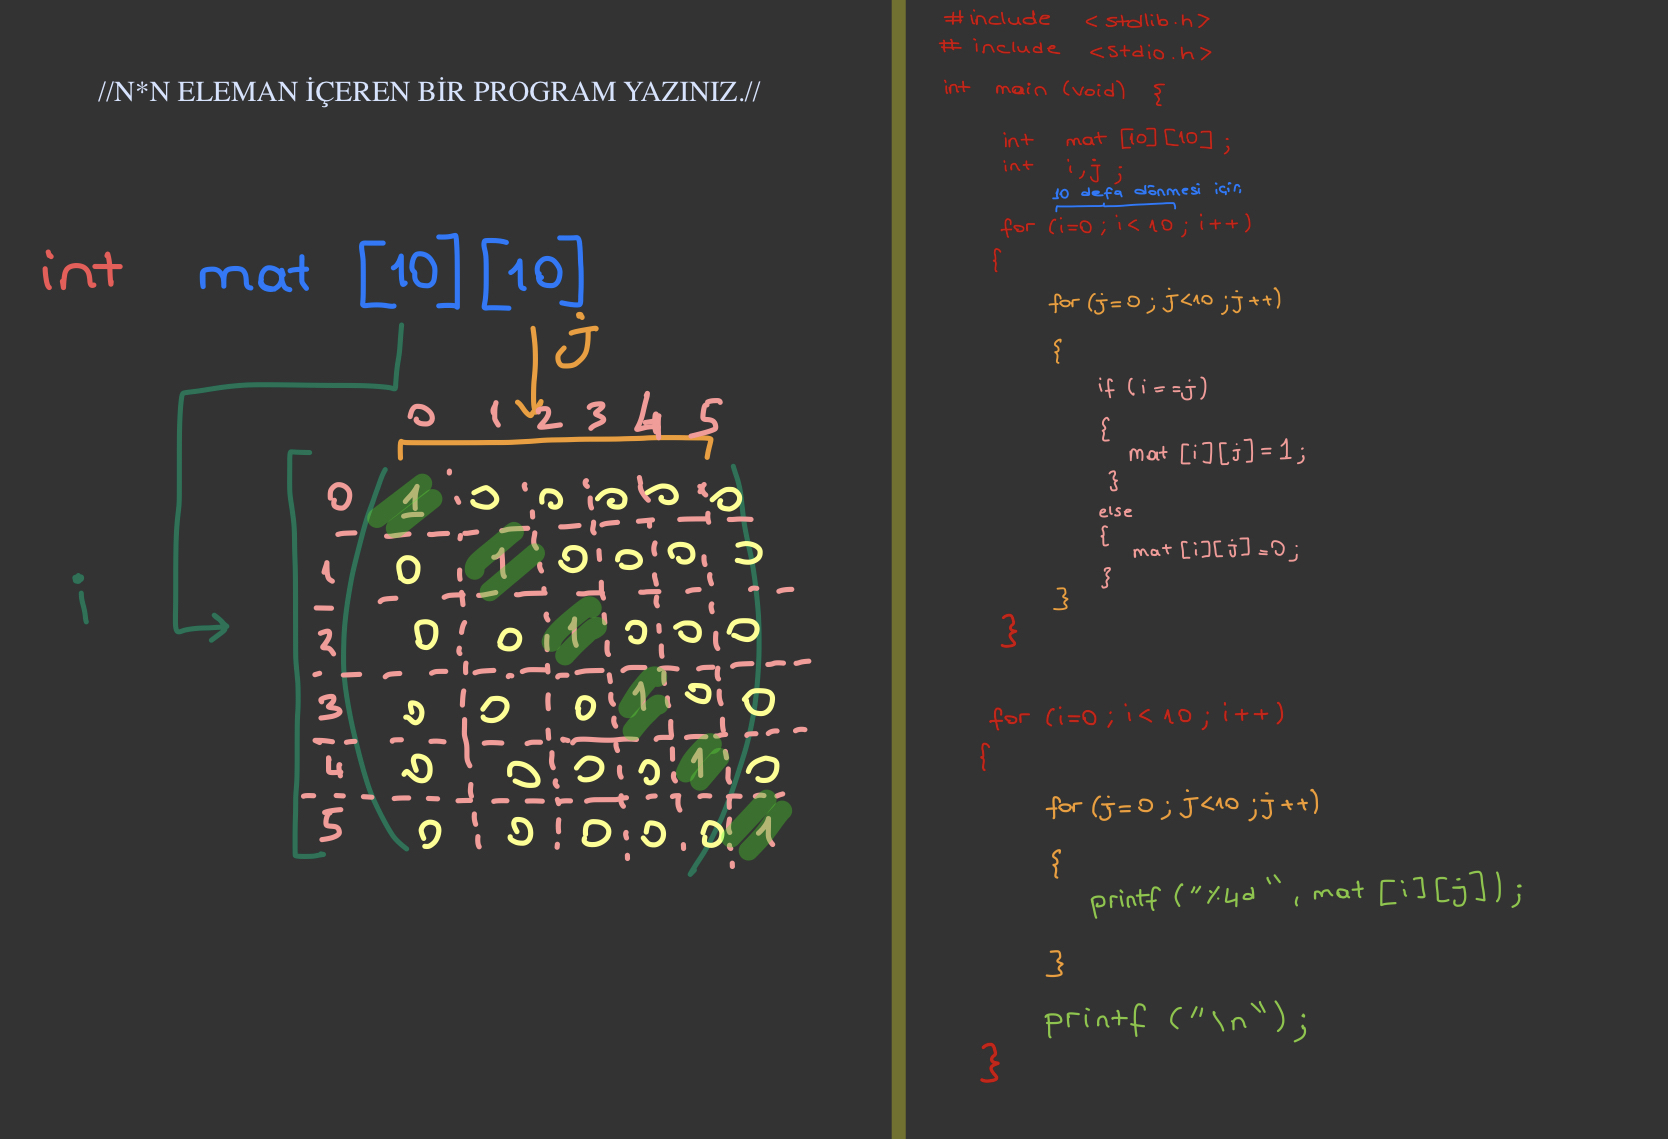 //N*N ELEMAN İÇEREN BİR PROGRAM YAZINIZ.//
int mat [10][10]
j
0 1 2 3 4 5
0 1 0 0 0 0 0
1 0 1 0 0 0 0
i
2 0 0 1 0 0 0
3 0 0 0 1 0 0
4 0 0 0 0 1 0
5 0 0 0 0 0 1
#include <stdlib.h>
#include <stdio.h>
int main (void) {
int mat [10][10];
int i,j ;
10 defa dönmesi için
for (i=0 ; i< 10 ; i++)
{
for (j=0 ; j<10 ;j++)
{
if (i==j)
{
mat [i][j]=1;
}
else
{
mat [i][j]=0;
}
}
}
for (i=0 ; i< 10 ; i++)
{
for (j=0 ; j<10 ;j++)
{
printf ("%4d", mat [i][j]);
}
printf ("\n");
}